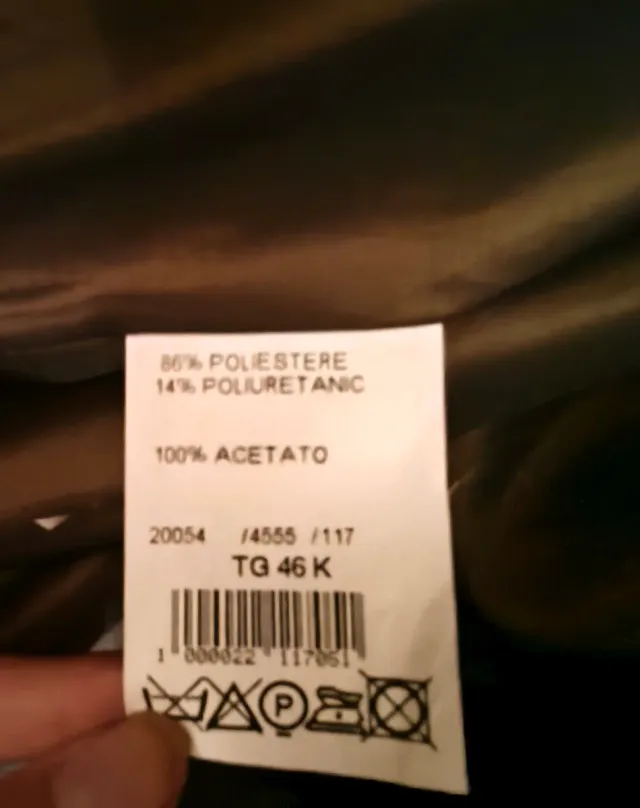 86% POLIESTERE
14% POLIURETANIC
100% ACETATO
20054 /4555 /117
TG 46 K
1 000022 117061
P